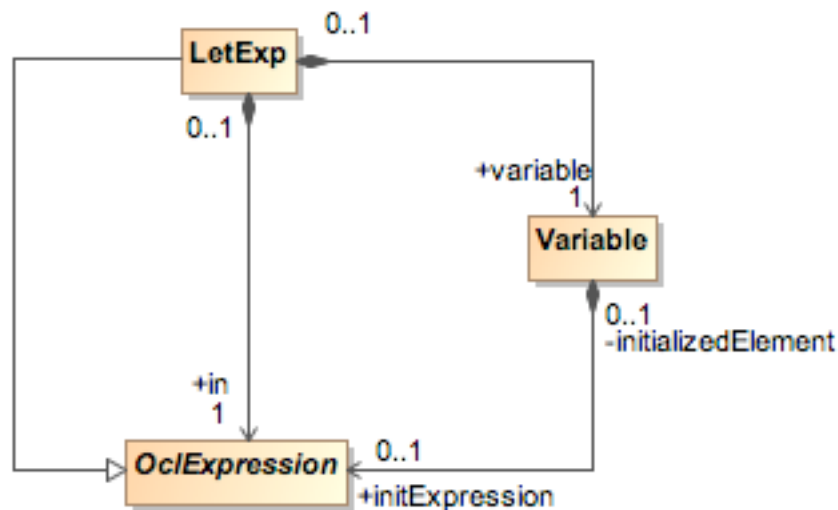 0..1
LetExp
0..1
+variable
1
Variable
0..1
-initializedElement
+in
1
OclExpression
0..1
+initExpression